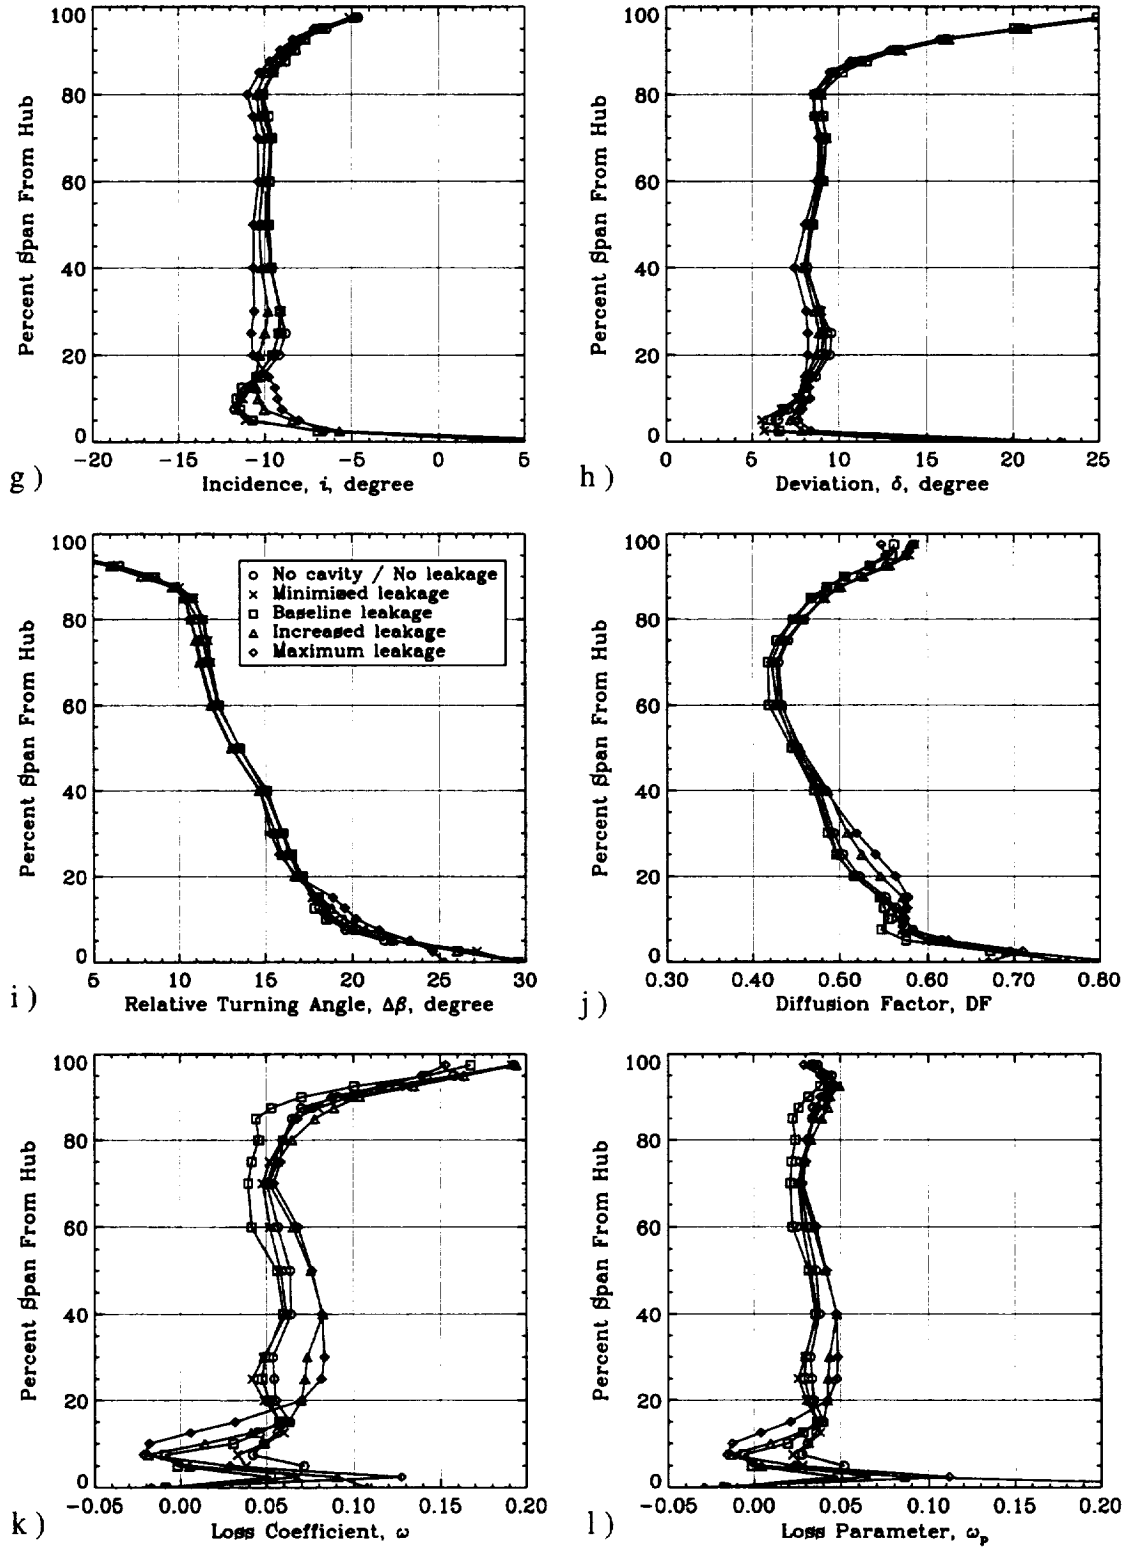 100
80
60
40
20
0
Percent Span From Hub
-20 -15 -10 -5 0 5
Incidence, i, degree
g )
100
80
60
40
20
0
Percent Span From Hub
0 5 10 15 20 25
Deviation, δ, degree
h )
100
80
60
40
20
0
Percent Span From Hub
No cavity / No leakage
Minimised leakage
Baseline leakage
Increased leakage
Maximum leakage
5 10 15 20 25 30
Relative Turning Angle, Δβ, degree
i )
100
80
60
40
20
0
Percent Span From Hub
0.30 0.40 0.50 0.60 0.70 0.80
Diffusion Factor, DF
j )
100
80
60
40
20
0
Percent Span From Hub
-0.05 0.00 0.05 0.10 0.15 0.20
Loss Coefficient, ω
k )
100
80
60
40
20
0
Percent Span From Hub
-0.05 0.00 0.05 0.10 0.15 0.20
Loss Parameter, ωp
l )